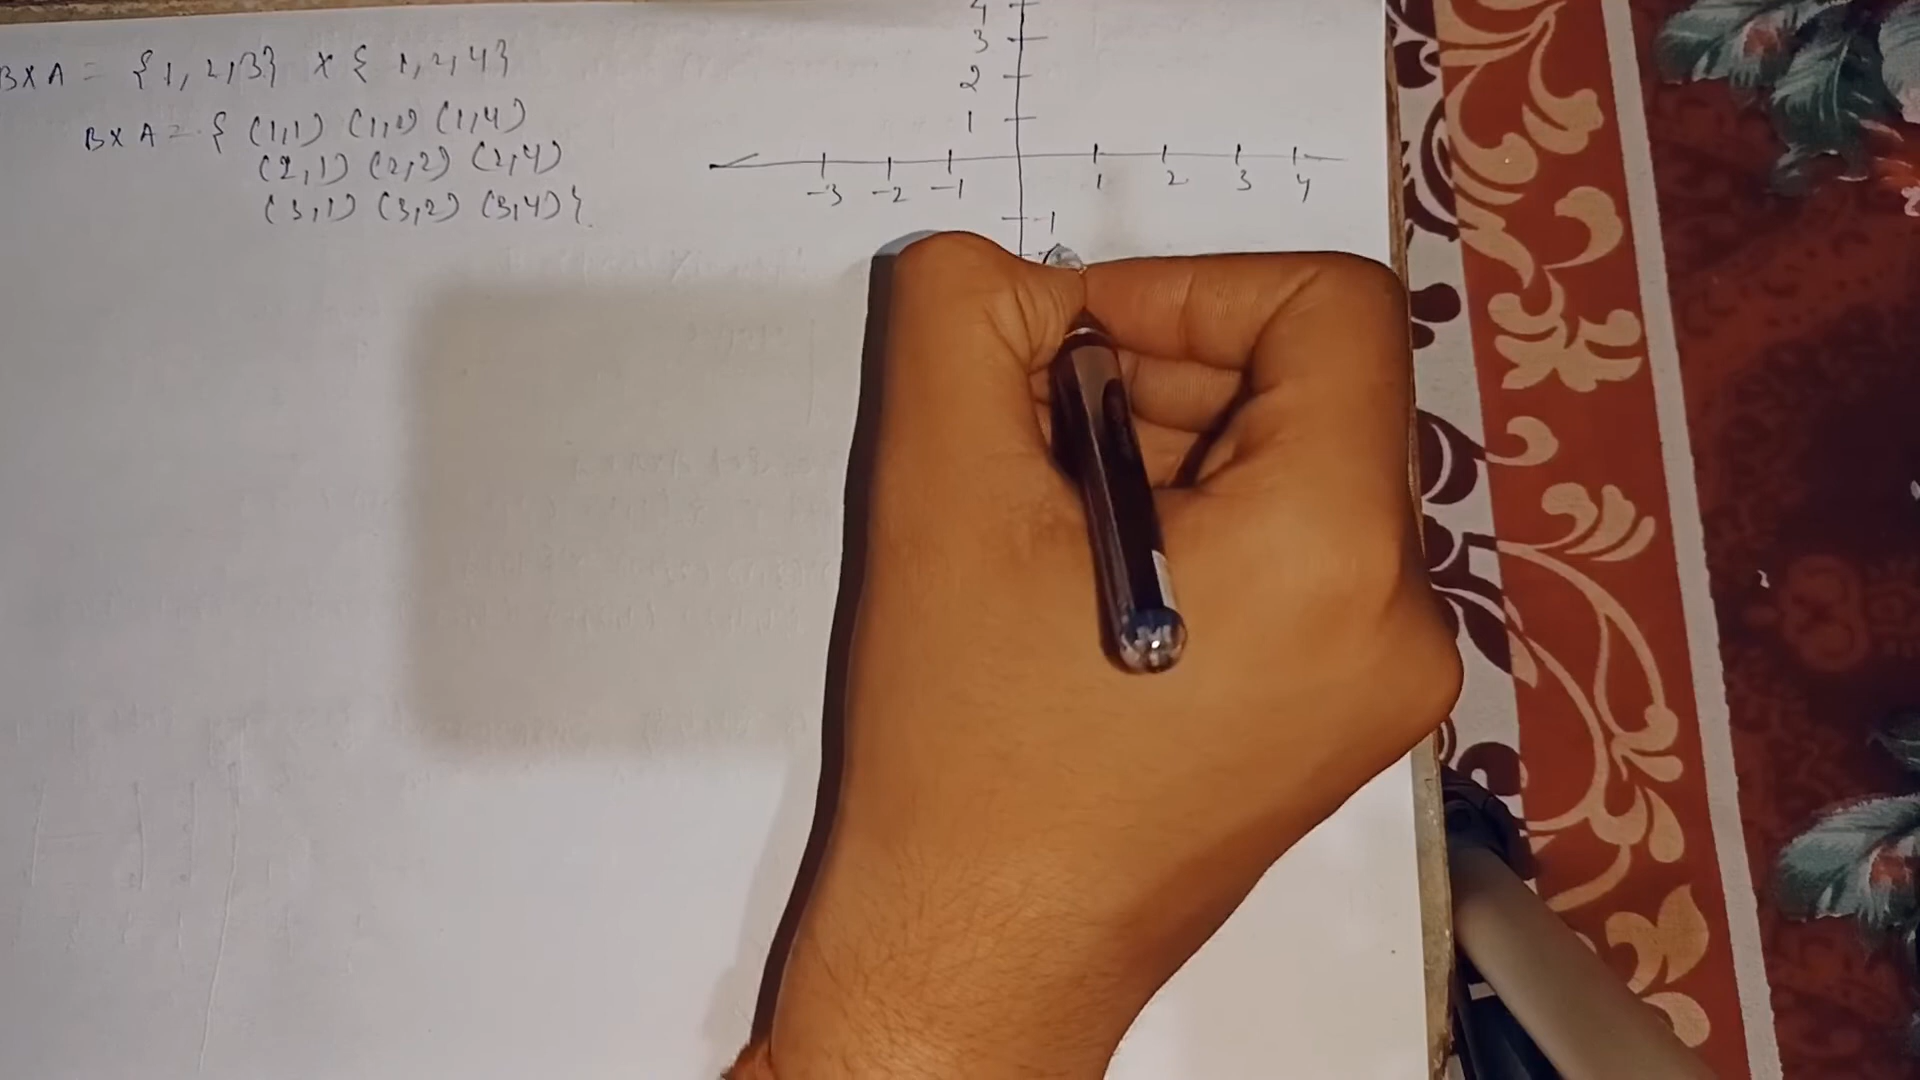 B X A = {1, 2, 3} X { 1, 2, 4}
B X A = { (1,1) (1,2) (1,4)
(2,1) (2,2) (2,4)
(3,1) (3,2) (3,4) }
4
3
2
1
-3 -2 -1 1 2 3 4
-1